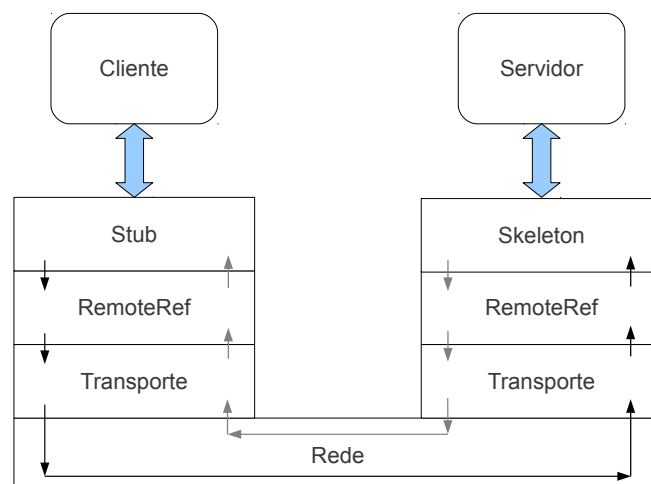 Cliente
Servidor
Stub
Skeleton
RemoteRef
RemoteRef
Transporte
Transporte
Rede